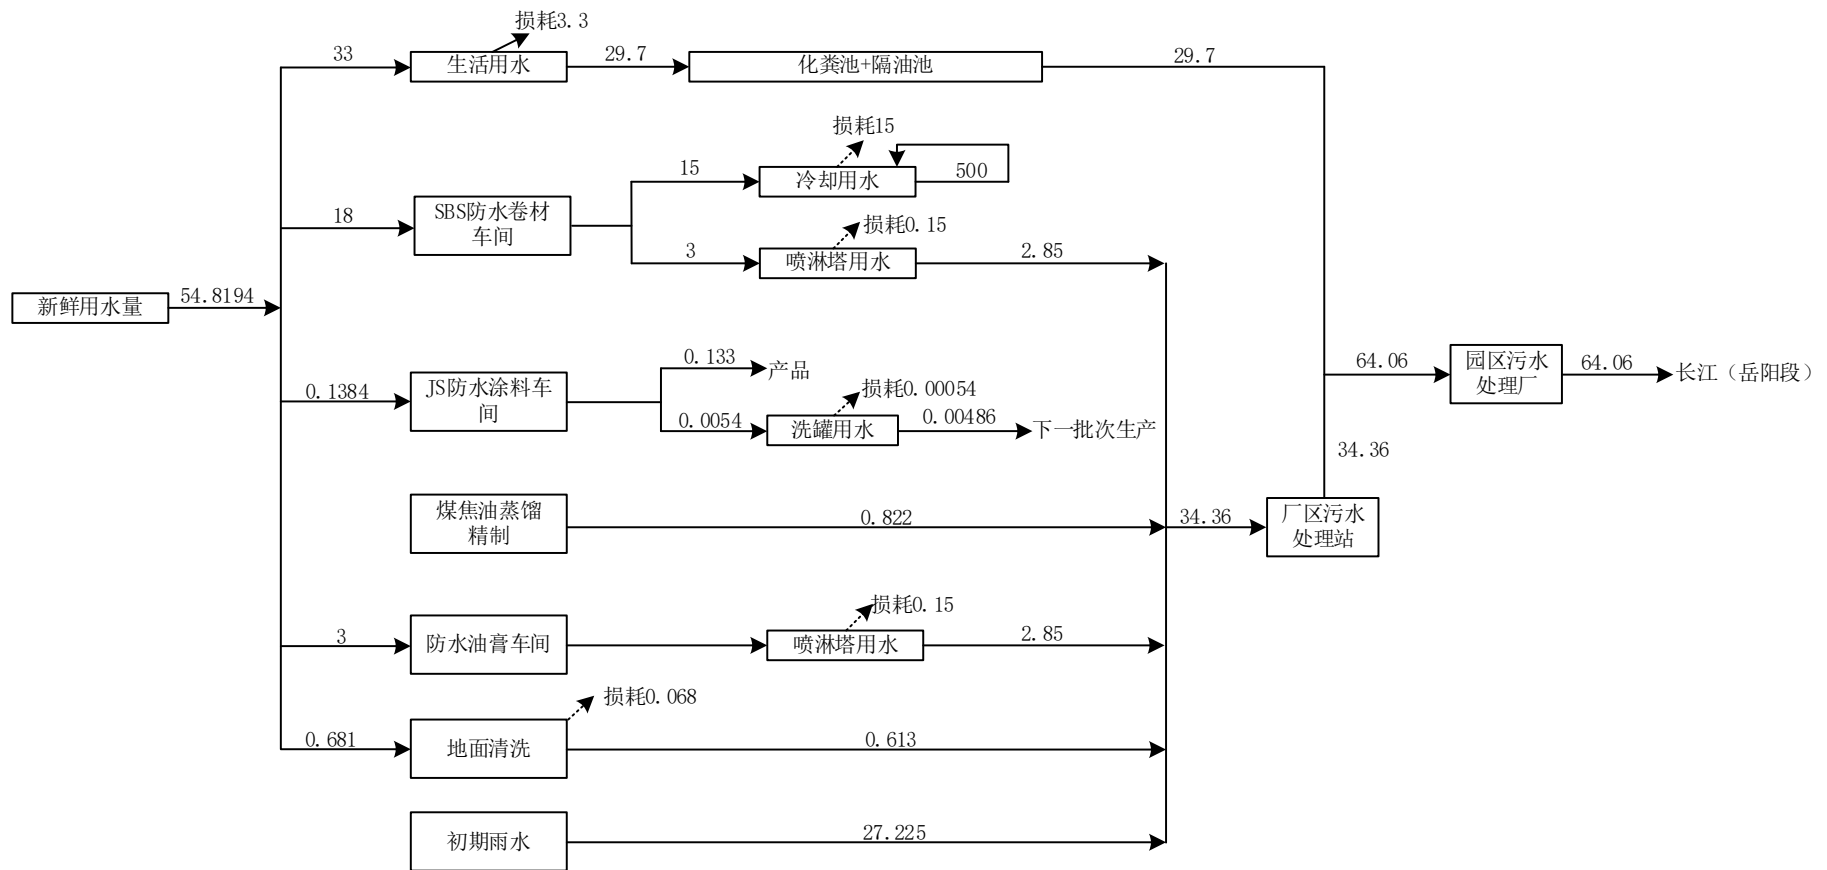 损耗3.3
33
生活用水
29.7
化粪池+隔油池
29.7
损耗15
15
冷却用水
500
18
SBS防水卷材
车间
损耗0.15
3
喷淋塔用水
2.85
新鲜用水量
54.8194
0.1384
JS防水涂料车
间
0.133
产品
损耗0.00054
0.0054
洗罐用水
0.00486
下一批次生产
64.06
园区污水
处理厂
64.06
长江（岳阳段）
34.36
煤焦油蒸馏
精制
0.822
34.36
厂区污水
处理站
3
防水油膏车间
损耗0.15
喷淋塔用水
2.85
损耗0.068
0.681
地面清洗
0.613
初期雨水
27.225